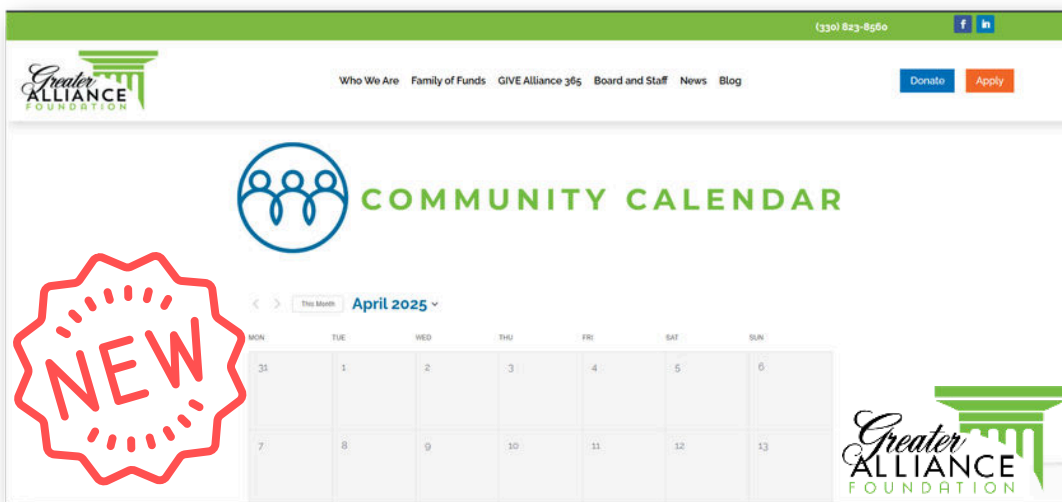 (330) 823-8560
f in
Greater
ALLIANCE
FOUNDATION
Who We Are Family of Funds GIVE Alliance 365 Board and Staff News Blog
Donate Apply
COMMUNITY CALENDAR
NEW
< > This Month April 2025
MON TUE WED THU FRI SAT SUN
31 1 2 3 4 5 6
7 8 9 10 11 12 13
Greater
ALLIANCE
FOUNDATION